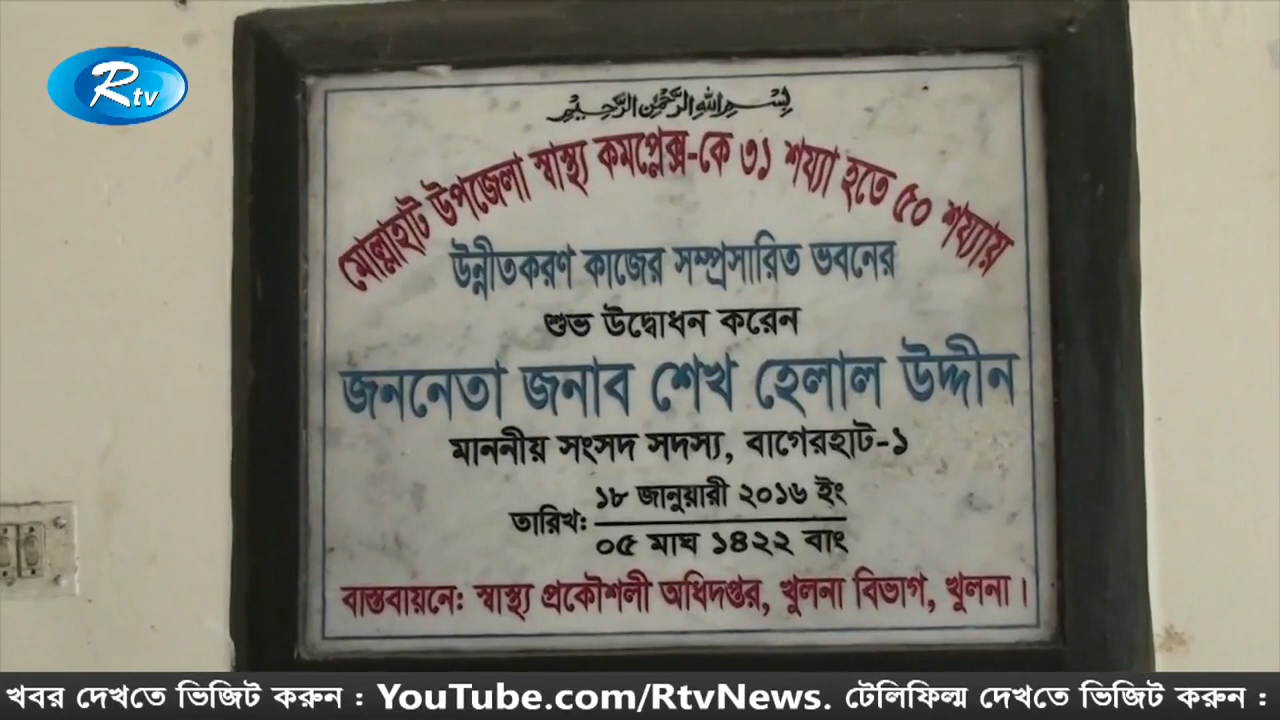 Rtv
بسم الله الرحمن الرحيم
মোল্লাহাট উপজেলা স্বাস্থ্য কমপ্লেক্স-কে ৩১ শয্যা হতে ৫০ শয্যায়
উন্নীতকরণ কাজের সম্প্রসারিত ভবনের
শুভ উদ্বোধন করেন
জননেতা জনাব শেখ হেলাল উদ্দীন
মাননীয় সংসদ সদস্য, বাগেরহাট-১
তারিখ: ১৮ জানুয়ারী ২০১৬ ইং
০৫ মাঘ ১৪২২ বাং
বাস্তবায়নে: স্বাস্থ্য প্রকৌশলী অধিদপ্তর, খুলনা বিভাগ, খুলনা।
খবর দেখতে ভিজিট করুন : YouTube.com/RtvNews. টেলিফিল্ম দেখতে ভিজিট করুন :